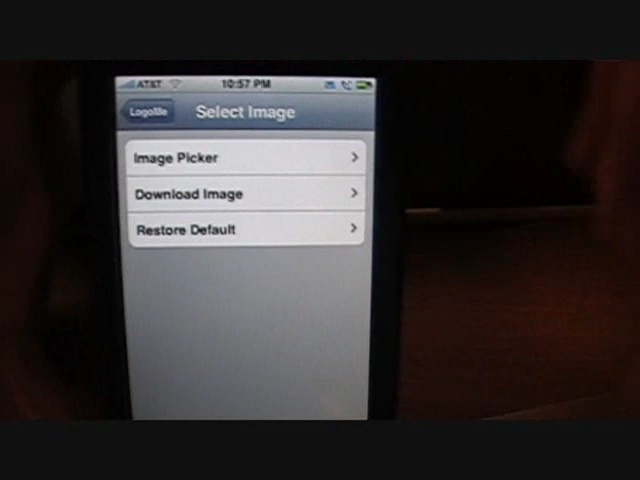 AT&T 10:57 PM
LogoMe Select Image
Image Picker
Download Image
Restore Default